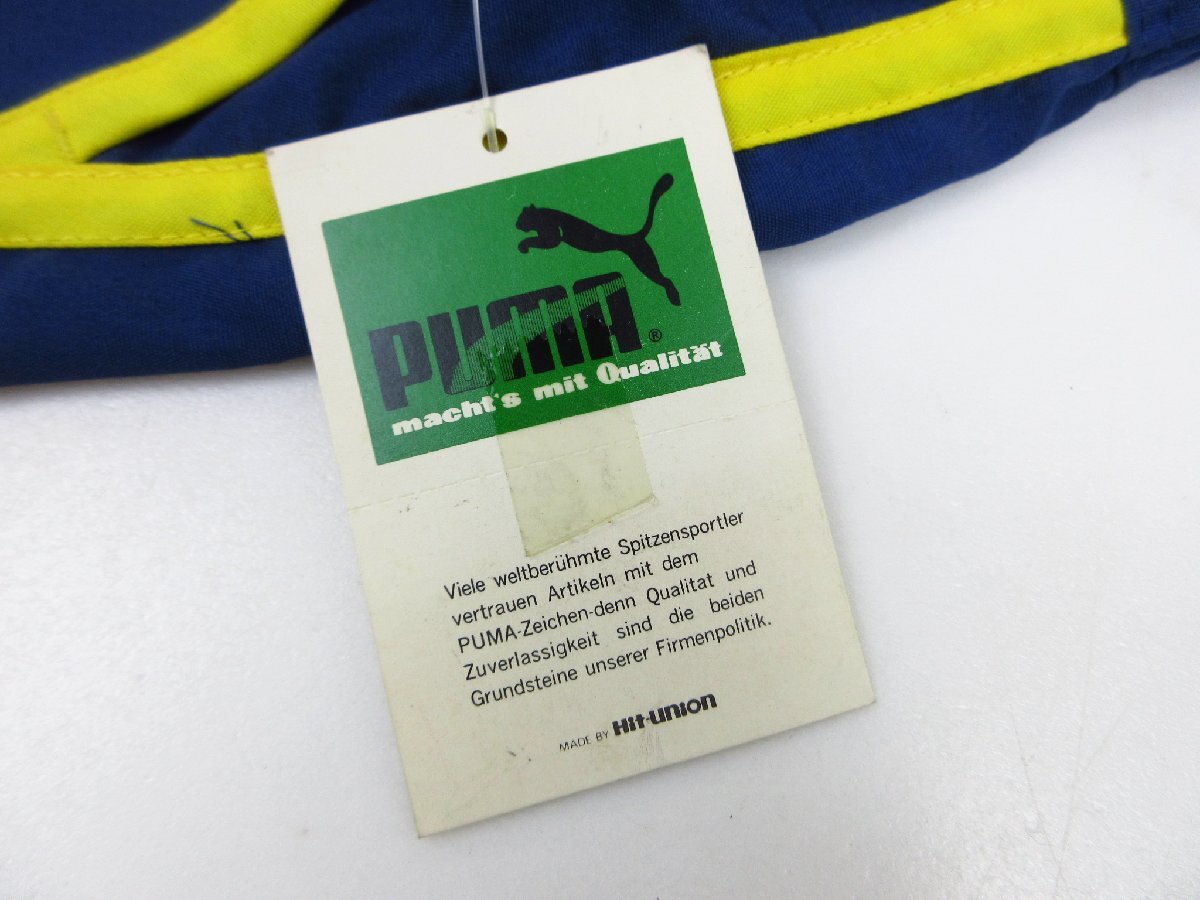 PUMA®
macht's mit Qualität
Viele weltberühmte Spitzensportler
vertrauen Artikeln mit dem
PUMA-Zeichen-denn Qualitat und
Zuverlassigkeit sind die beiden
Grundsteine unserer Firmenpolitik.
MADE BY Hit-union